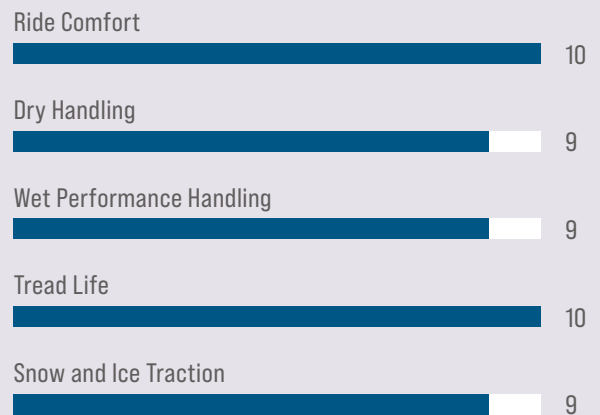 Ride Comfort
10
Dry Handling
9
Wet Performance Handling
9
Tread Life
10
Snow and Ice Traction
9